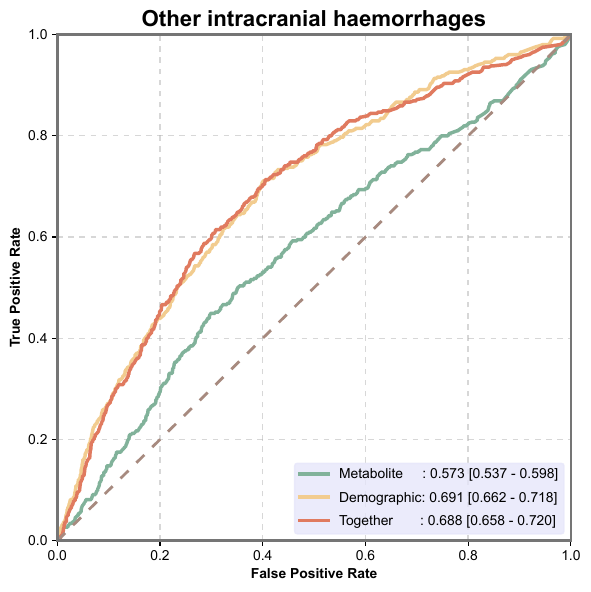 Other intracranial haemorrhages
1.0
0.8
0.6
0.4
0.2
0.0
True Positive Rate
Metabolite : 0.573 [0.537 - 0.598]
Demographic: 0.691 [0.662 - 0.718]
Together : 0.688 [0.658 - 0.720]
0.0 0.2 0.4 0.6 0.8 1.0
False Positive Rate